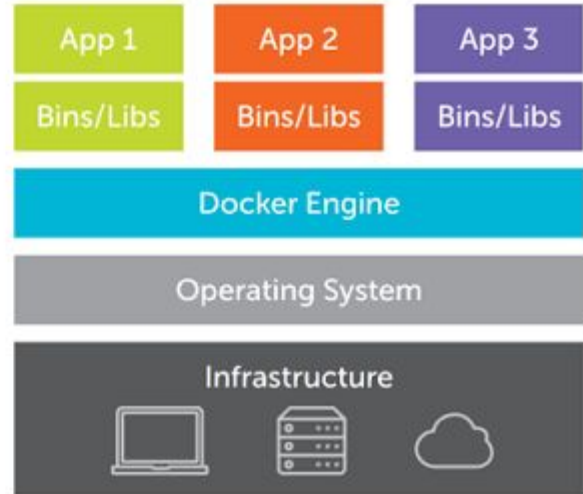 App 1 App 2 App 3
Bins/Libs Bins/Libs Bins/Libs
Docker Engine
Operating System
Infrastructure